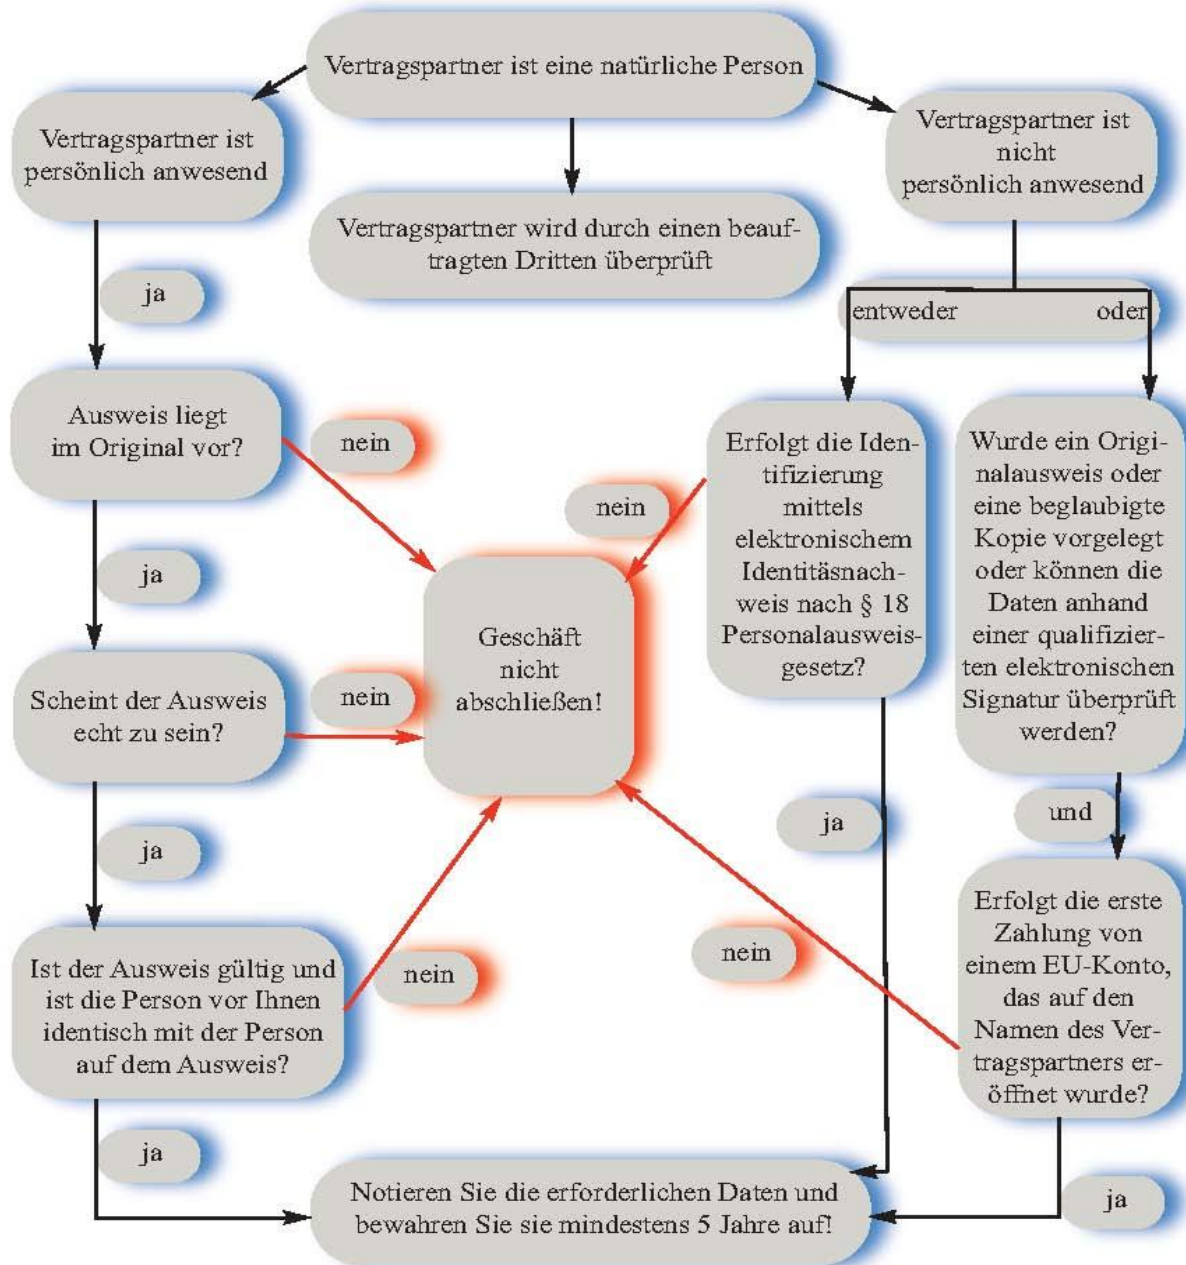 Vertragspartner ist eine natürliche Person
Vertragspartner ist
persönlich anwesend
Vertragspartner ist
nicht
persönlich anwesend
Vertragspartner wird durch einen beauf-
tragten Dritten überprüft
ja
entweder
oder
Ausweis liegt
im Original vor?
nein
nein
Erfolgt die Iden-
tifizierung
mittels
elektronischem
Identitäsnach-
weis nach § 18
Personalausweis-
gesetz?
Wurde ein Origi-
nalausweis oder
eine beglaubigte
Kopie vorgelegt
oder können die
Daten anhand
einer qualifizier-
ten elektronischen
Signatur überprüft
werden?
ja
Geschäft
nicht
abschließen!
Scheint der Ausweis
echt zu sein?
nein
ja
ja
und
Ist der Ausweis gültig und
ist die Person vor Ihnen
identisch mit der Person
auf dem Ausweis?
nein
nein
Erfolgt die erste
Zahlung von
einem EU-Konto,
das auf den
Namen des Ver-
tragspartners er-
öffnet wurde?
ja
Notieren Sie die erforderlichen Daten und
bewahren Sie sie mindestens 5 Jahre auf!
ja